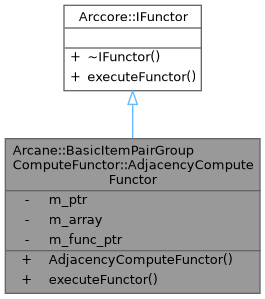 Arccore::IFunctor
+ ~IFunctor()
+ executeFunctor()
Arcane::BasicItemPairGroup
ComputeFunctor::AdjacencyCompute
Functor
- m_ptr
- m_array
- m_func_ptr
+ AdjacencyComputeFunctor()
+ executeFunctor()